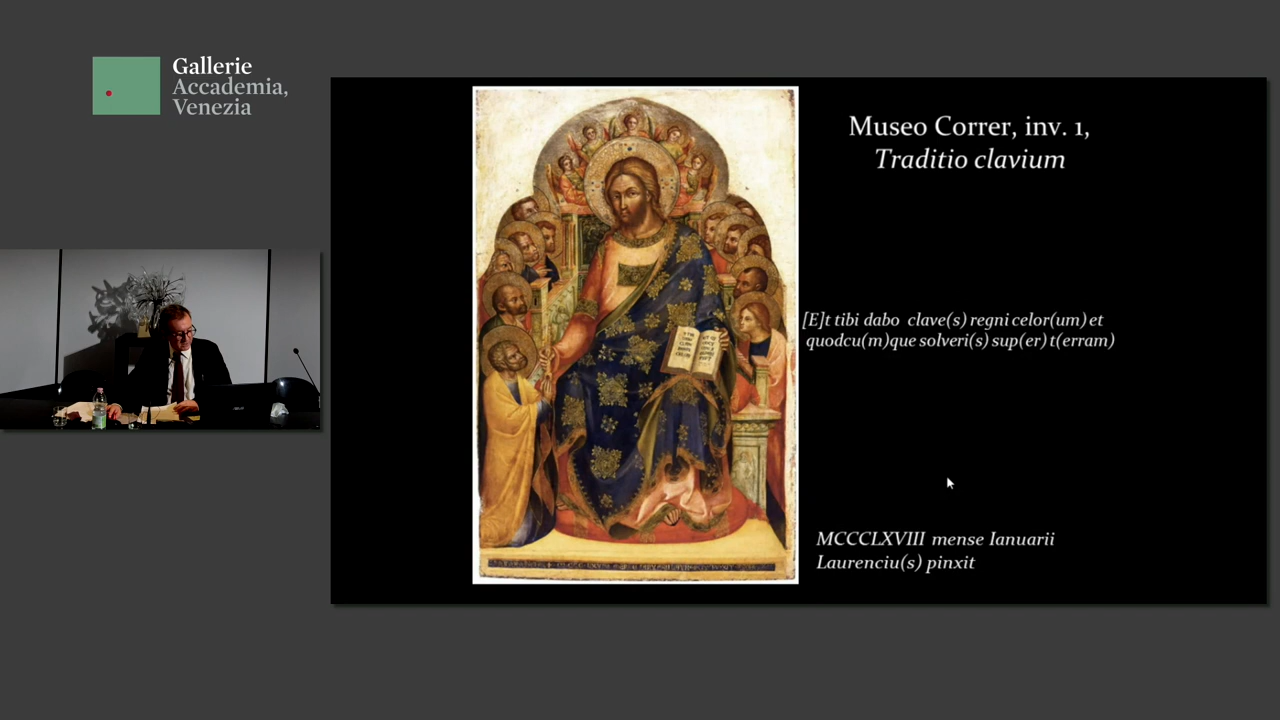 Gallerie
Accademia,
Venezia
Museo Correr, inv. 1,
Traditio clavium
[E]t tibi dabo clave(s) regni celor(um) et
quodcu(m)que solveri(s) sup(er) t(erram)
MCCCLXVIII mense Ianuarii
Laurenciu(s) pinxit